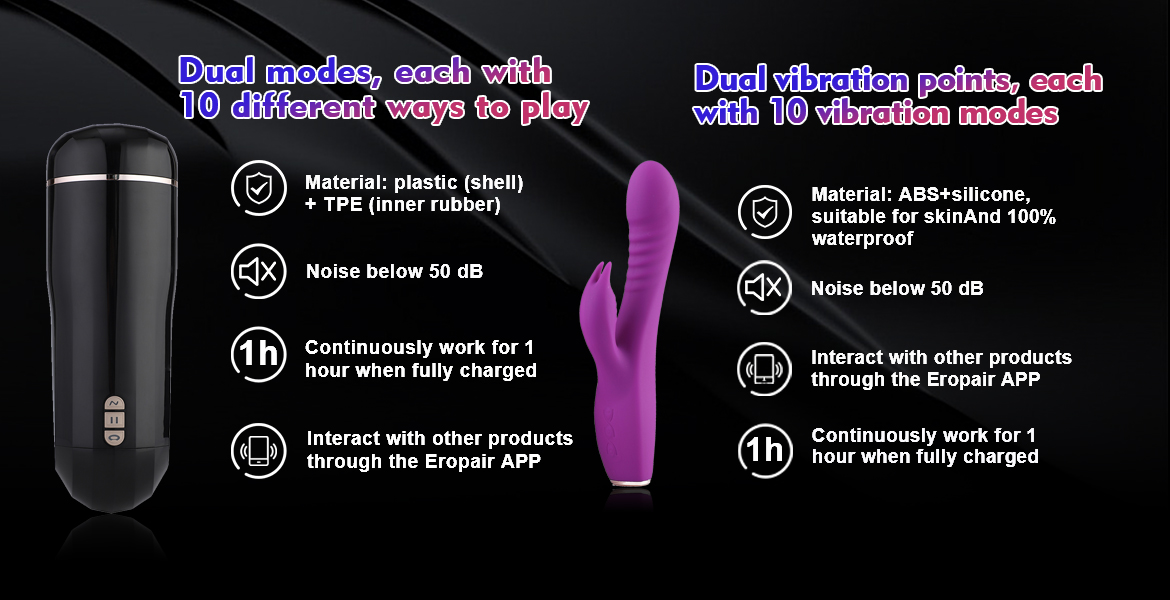 Dual modes, each with
10 different ways to play
Material: plastic (shell)
+ TPE (inner rubber)
Noise below 50 dB
1h
Continuously work for 1
hour when fully charged
Interact with other products
through the Eropair APP
Dual vibration points, each
with 10 vibration modes
Material: ABS+silicone,
suitable for skinAnd 100%
waterproof
Noise below 50 dB
Interact with other products
through the Eropair APP
1h
Continuously work for 1
hour when fully charged